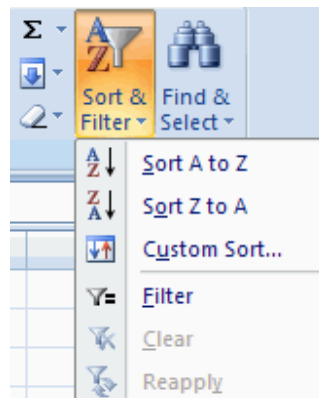 Σ
A
Z
Sort &
Filter
Find &
Select
A
Z
Sort A to Z
Z
A
Sort Z to A
Custom Sort...
Filter
Clear
Reapply